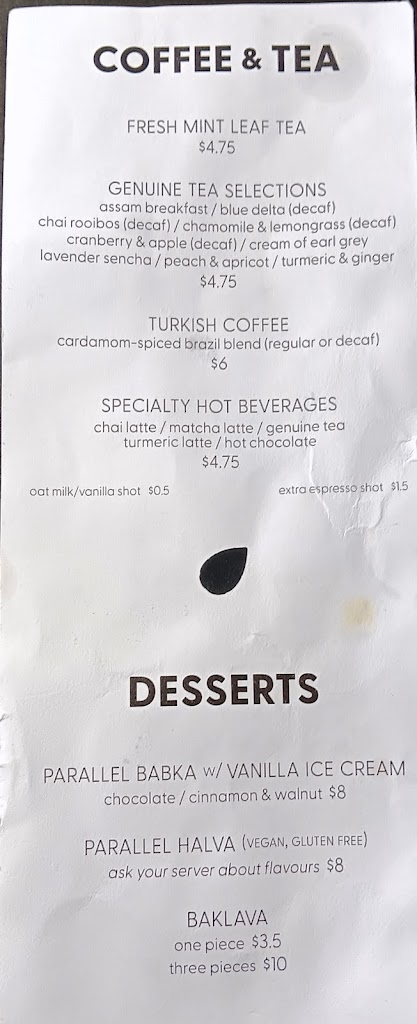 COFFEE & TEA
FRESH MINT LEAF TEA
$4.75
GENUINE TEA SELECTIONS
assam breakfast / blue delta (decaf)
chai rooibos (decaf) / chamomile & lemongrass (decaf)
cranberry & apple (decaf) / cream of earl grey
lavender sencha / peach & apricot / turmeric & ginger
$4.75
TURKISH COFFEE
cardamom-spiced brazil blend (regular or decaf)
$6
SPECIALTY HOT BEVERAGES
chai latte / matcha latte / genuine tea
turmeric latte / hot chocolate
$4.75
oat milk/vanilla shot $0.5 extra espresso shot $1.5
DESSERTS
PARALLEL BABKA w/ VANILLA ICE CREAM
chocolate / cinnamon & walnut $8
PARALLEL HALVA (VEGAN, GLUTEN FREE)
ask your server about flavours $8
BAKLAVA
one piece $3.5
three pieces $10